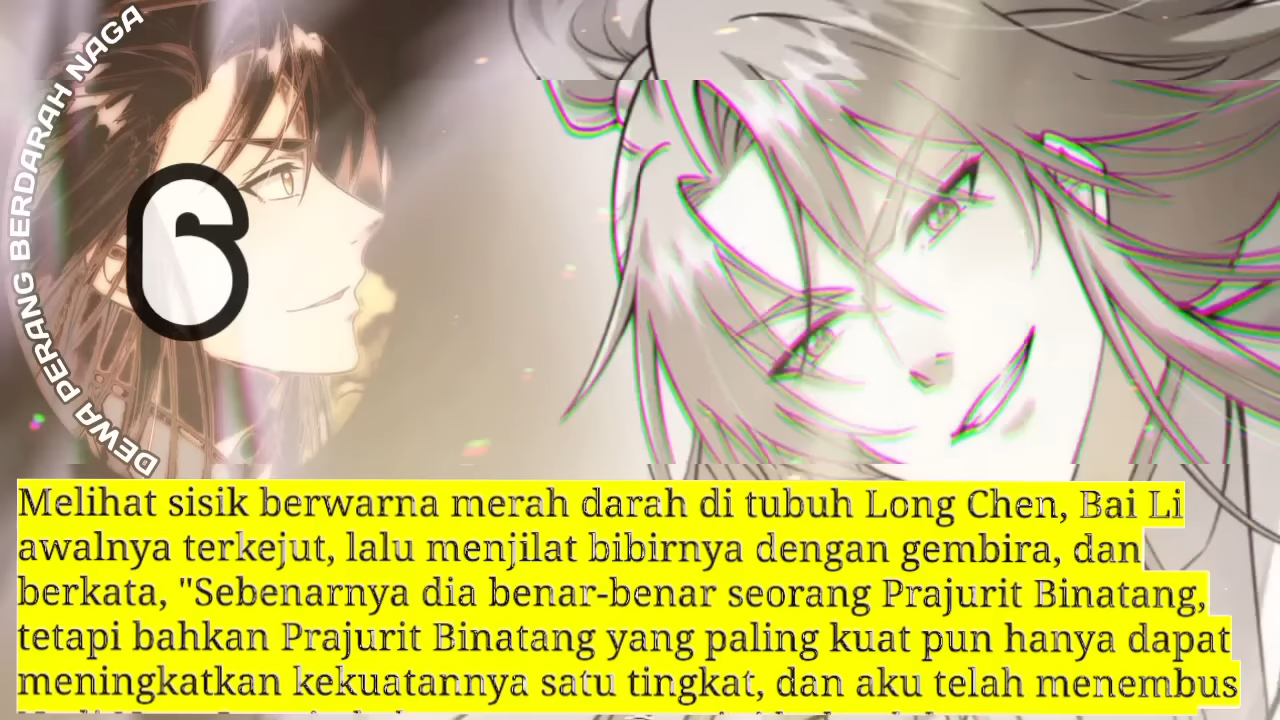 DEWA PERANG BERDARAH NAGA
6
Melihat sisik berwarna merah darah di tubuh Long Chen, Bai Li
awalnya terkejut, lalu menjilat bibirnya dengan gembira, dan
berkata, "Sebenarnya dia benar-benar seorang Prajurit Binatang,
tetapi bahkan Prajurit Binatang yang paling kuat pun hanya dapat
meningkatkan kekuatannya satu tingkat, dan aku telah menembus